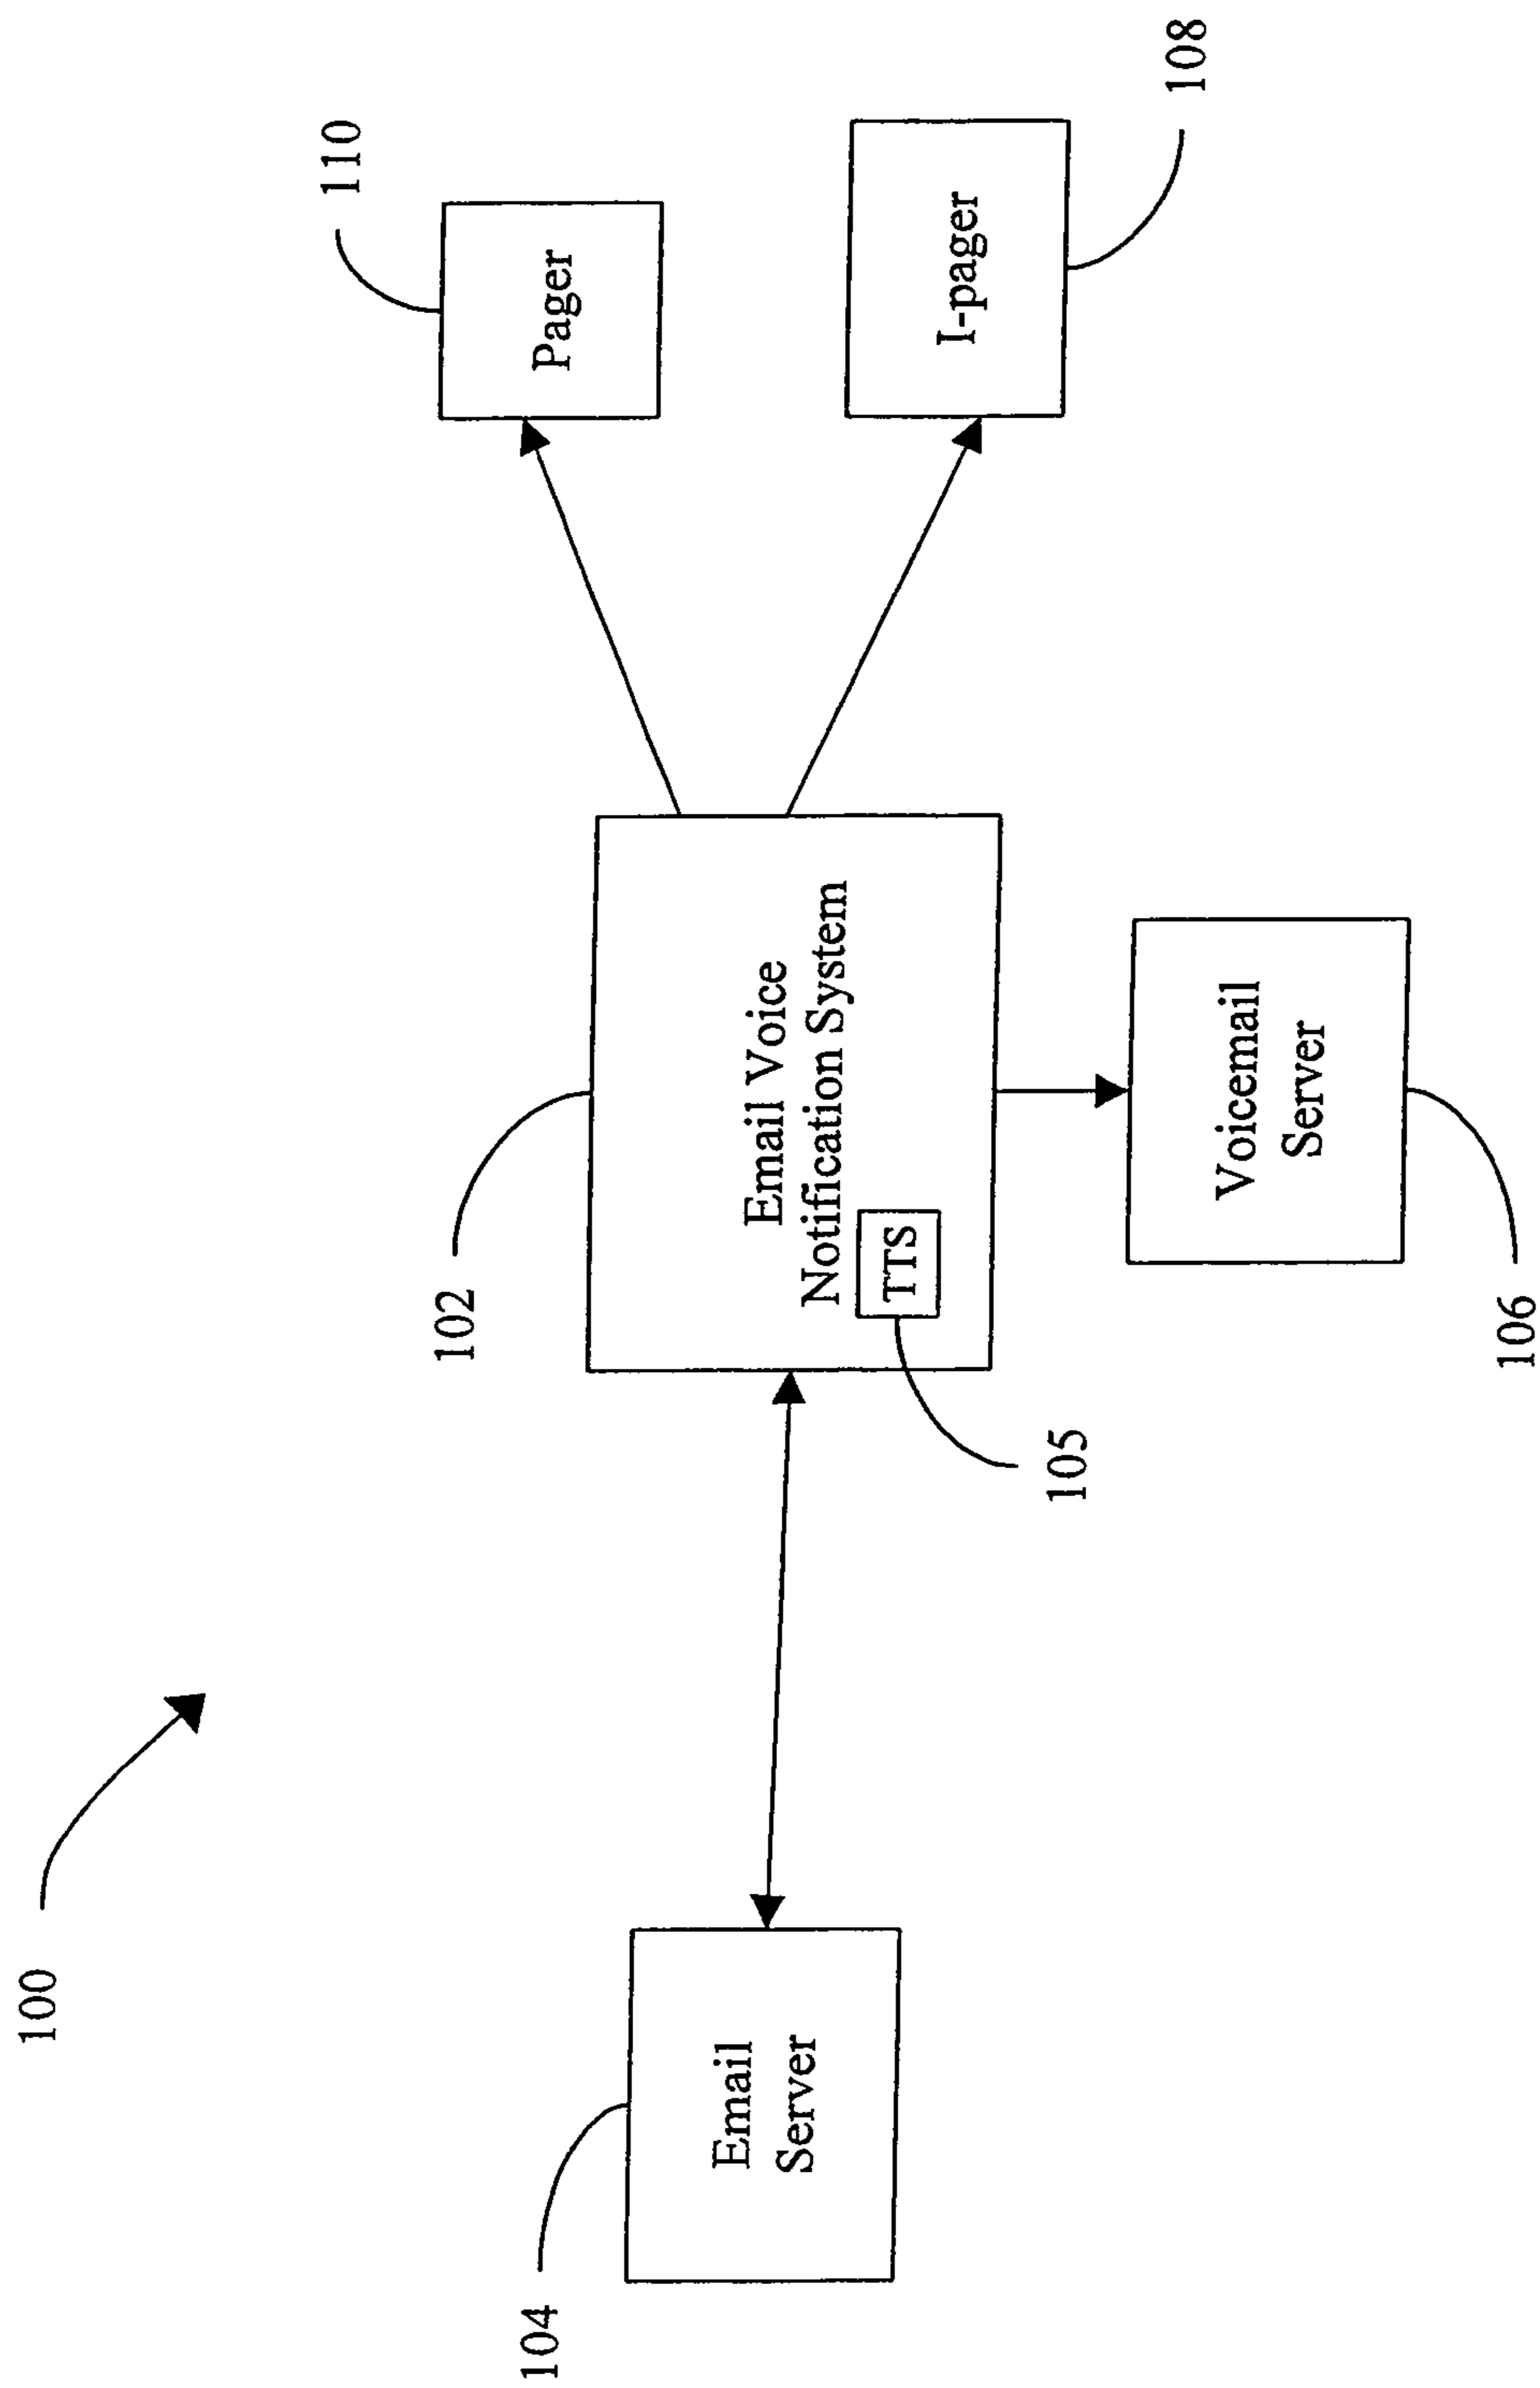 100
110
Pager
108
I-pager
102
Email Voice
Notification System
TTS
105
104
Email
Server
Voicemail
Server
106